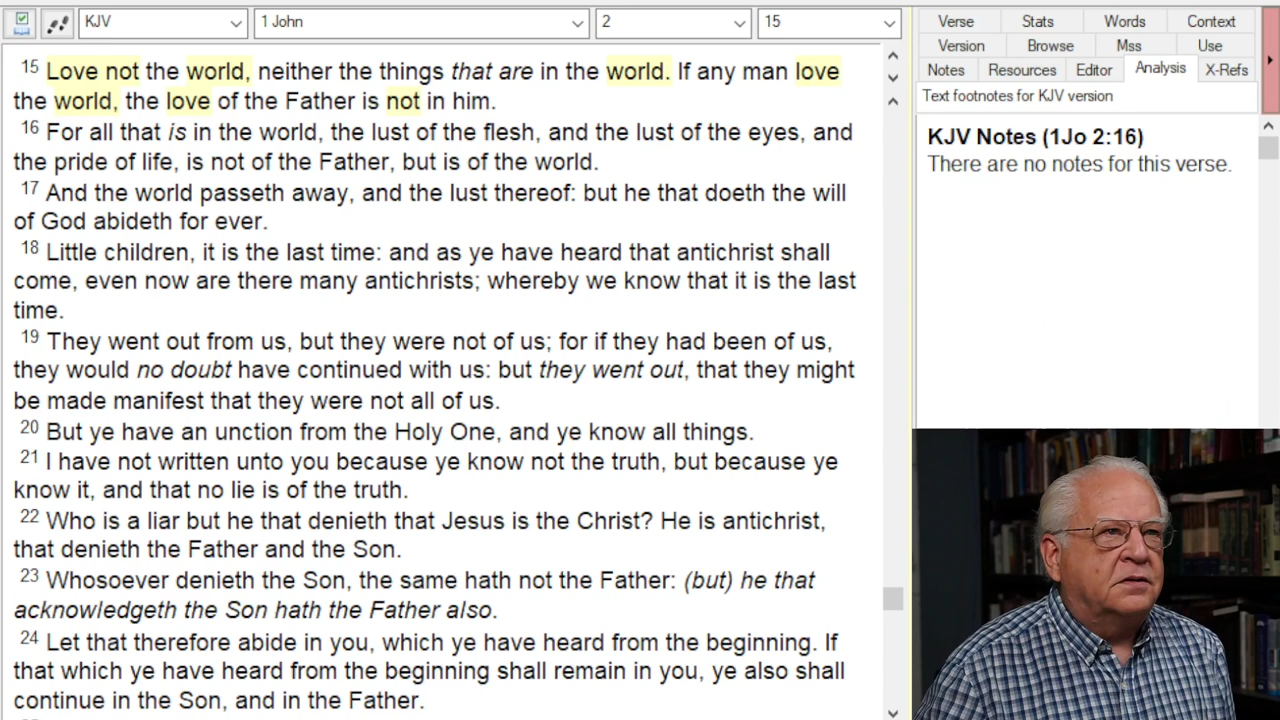 KJV 1 John 2 15
15 Love not the world, neither the things that are in the world. If any man love
the world, the love of the Father is not in him.
16 For all that is in the world, the lust of the flesh, and the lust of the eyes, and
the pride of life, is not of the Father, but is of the world.
17 And the world passeth away, and the lust thereof: but he that doeth the will
of God abideth for ever.
18 Little children, it is the last time: and as ye have heard that antichrist shall
come, even now are there many antichrists; whereby we know that it is the last
time.
19 They went out from us, but they were not of us; for if they had been of us,
they would no doubt have continued with us: but they went out, that they might
be made manifest that they were not all of us.
20 But ye have an unction from the Holy One, and ye know all things.
21 I have not written unto you because ye know not the truth, but because ye
know it, and that no lie is of the truth.
22 Who is a liar but he that denieth that Jesus is the Christ? He is antichrist,
that denieth the Father and the Son.
23 Whosoever denieth the Son, the same hath not the Father: (but) he that
acknowledgeth the Son hath the Father also.
24 Let that therefore abide in you, which ye have heard from the beginning. If
that which ye have heard from the beginning shall remain in you, ye also shall
continue in the Son, and in the Father.
Verse Stats Words Context
Version Browse Mss Use
Notes Resources Editor Analysis X-Refs
Text footnotes for KJV version
KJV Notes (1Jo 2:16)
There are no notes for this verse.